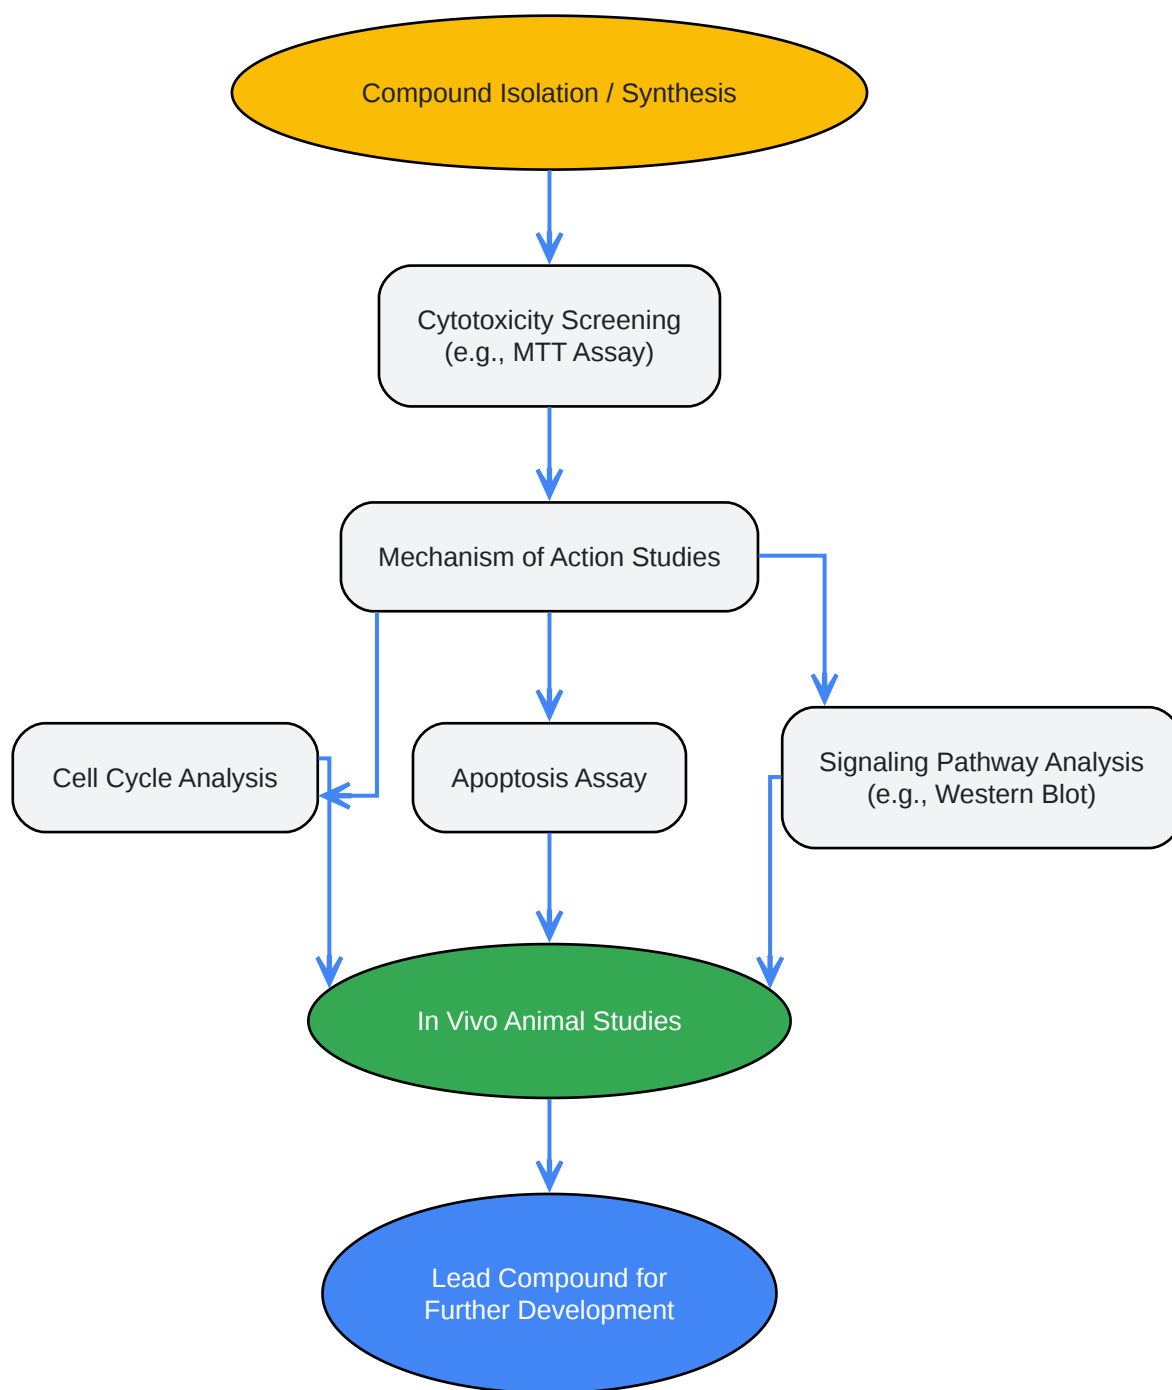 Compound Isolation / Synthesis
Cytotoxicity Screening
(e.g., MTT Assay)
Mechanism of Action Studies
Cell Cycle Analysis
Apoptosis Assay
Signaling Pathway Analysis
(e.g., Western Blot)
In Vivo Animal Studies
Lead Compound for
Further Development